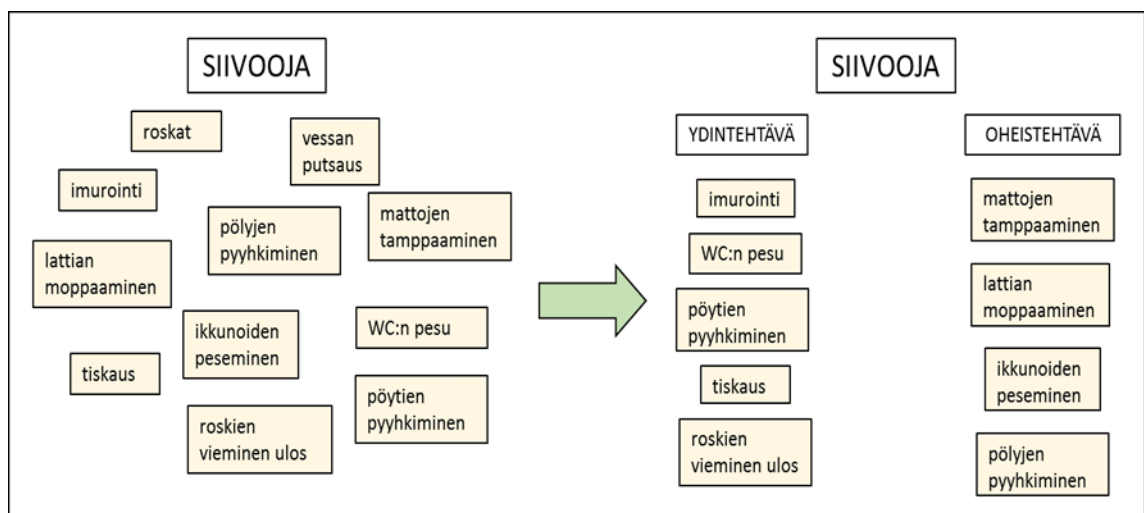 SIIVOOJA
roskat
vessan
putsaus
imurointi
pölyjen
pyyhkiminen
mattojen
tamppaaminen
lattian
moppaaminen
ikkunoiden
peseminen
WC:n pesu
tiskaus
pöytien
pyyhkiminen
roskien
vieminen ulos
SIIVOOJA
YDINTEHTÄVÄ
imurointi
WC:n pesu
pöytien
pyyhkiminen
tiskaus
roskien
vieminen ulos
OHEISTEHTÄVÄ
mattojen
tamppaaminen
lattian
moppaaminen
ikkunoiden
peseminen
pölyjen
pyyhkiminen